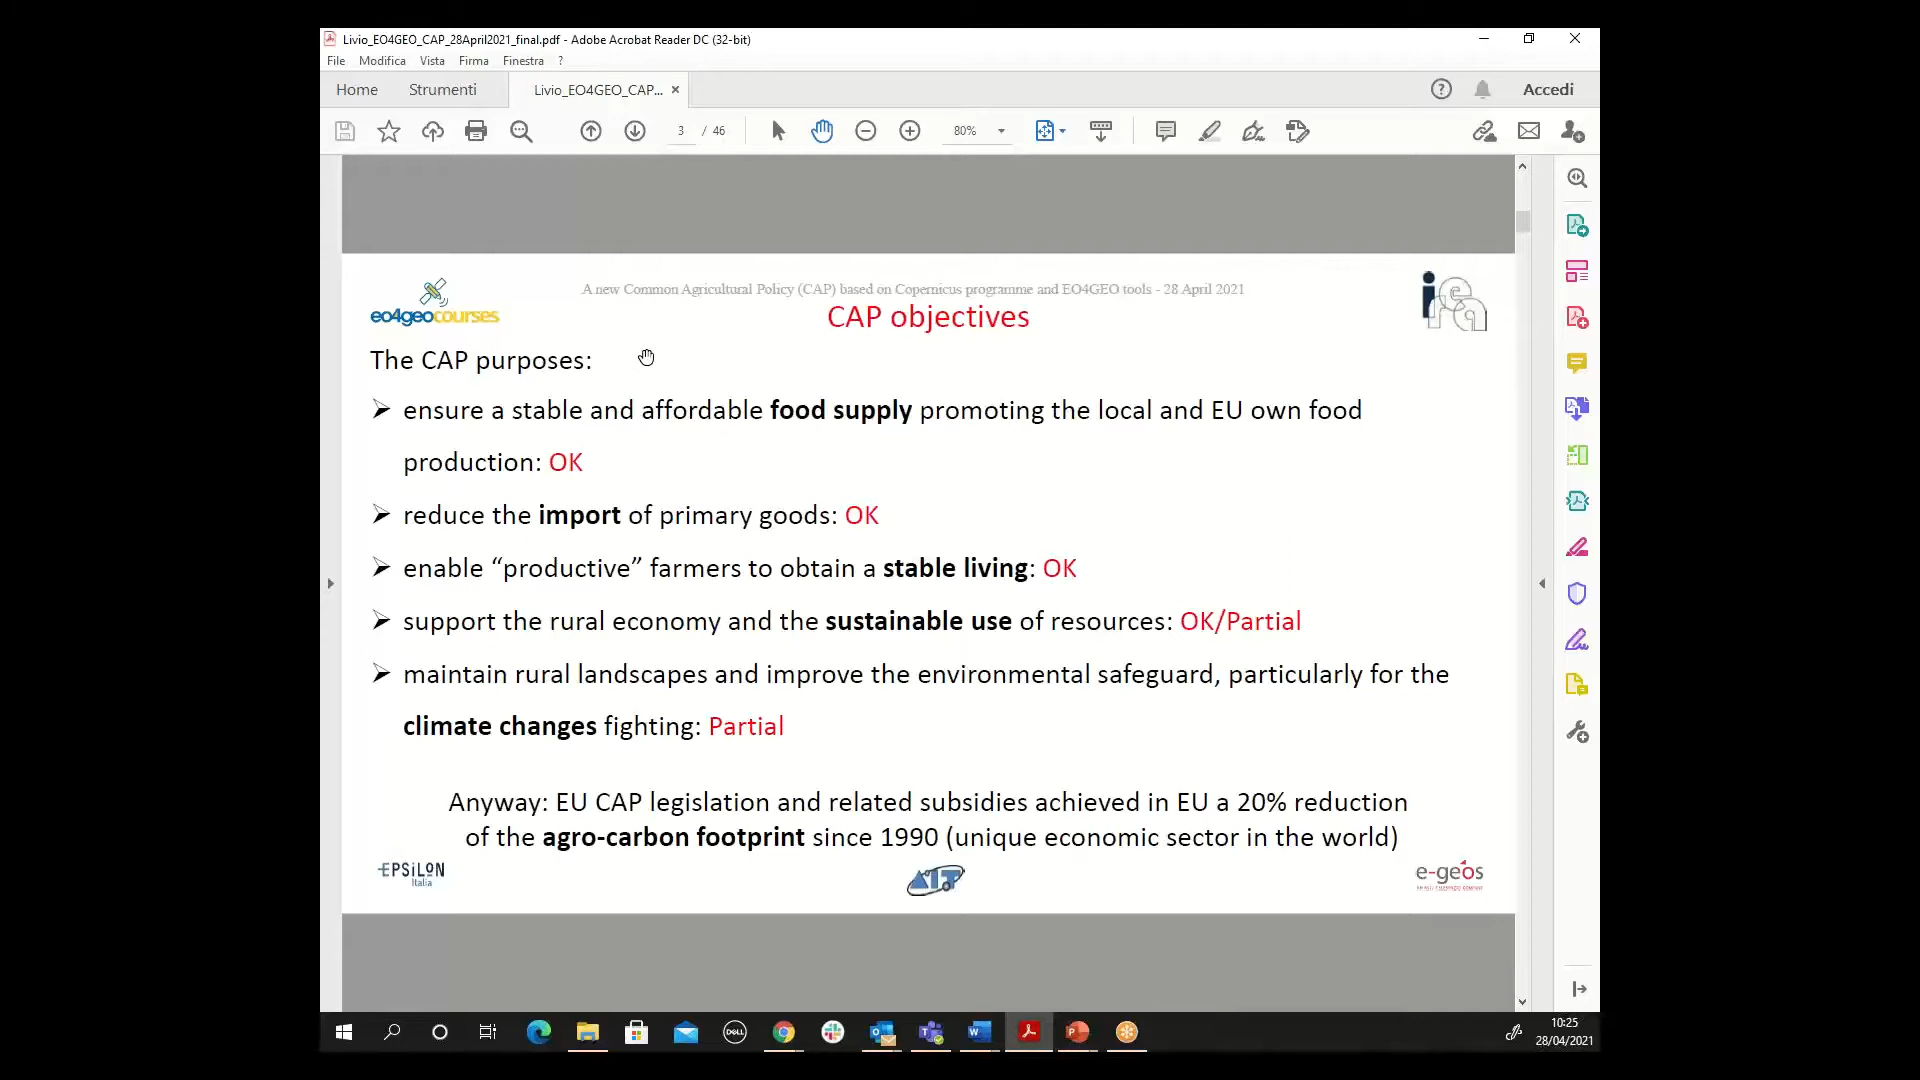 Livio_EO4GEO_CAP_28April2021_final.pdf - Adobe Acrobat Reader DC (32-bit)
File Modifica Vista Firma Finestra ?
Home Strumenti Livio_EO4GEO_CAP... × Accedi
3 / 46 80%
eo4geocourses
A new Common Agricultural Policy (CAP) based on Copernicus programme and EO4GEO tools - 28 April 2021
CAP objectives
irea
The CAP purposes:
➢ ensure a stable and affordable food supply promoting the local and EU own food
production: OK
➢ reduce the import of primary goods: OK
➢ enable “productive” farmers to obtain a stable living: OK
➢ support the rural economy and the sustainable use of resources: OK/Partial
➢ maintain rural landscapes and improve the environmental safeguard, particularly for the
climate changes fighting: Partial
Anyway: EU CAP legislation and related subsidies achieved in EU a 20% reduction
of the agro-carbon footprint since 1990 (unique economic sector in the world)
EPSILON
Italia
AIT
e-geos
DELL
10:25
28/04/2021